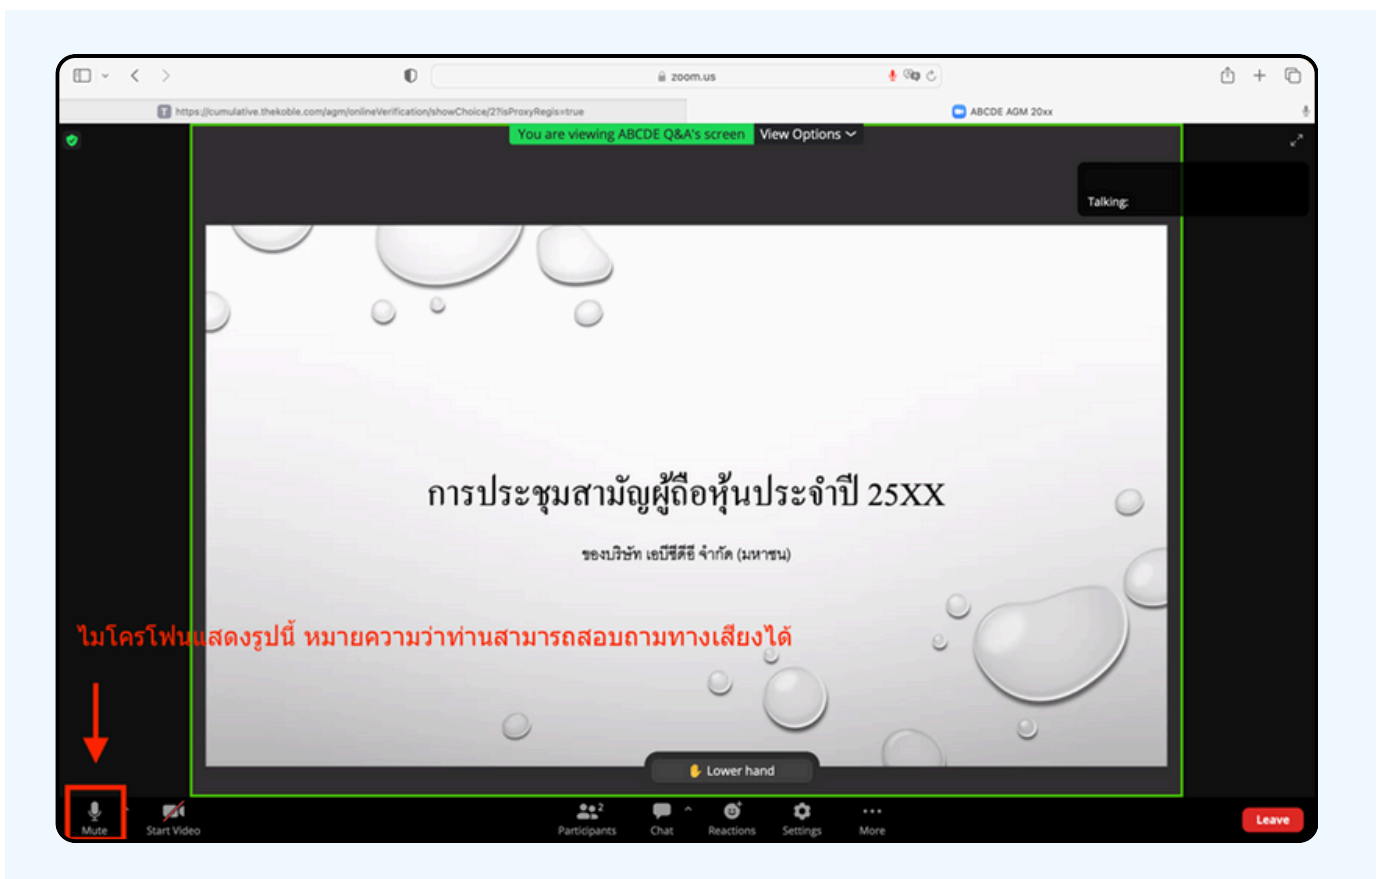 zoom.us
https://cumulative.thekoble.com/agm/onlineVerification/showChoice/2?isProxyRegis=true
ABCDE AGM 20xx
You are viewing ABCDE Q&A's screen View Options
Talking:
การประชุมสามัญผู้ถือหุ้นประจำปี 25XX
ของบริษัท เอบีซีดีอี จำกัด (มหาชน)
ไมโครโฟนแสดงรูปนี้ หมายความว่าท่านสามารถสอบถามทางเสียงได้
Lower hand
2
Mute Start Video Participants Chat Reactions Settings More Leave